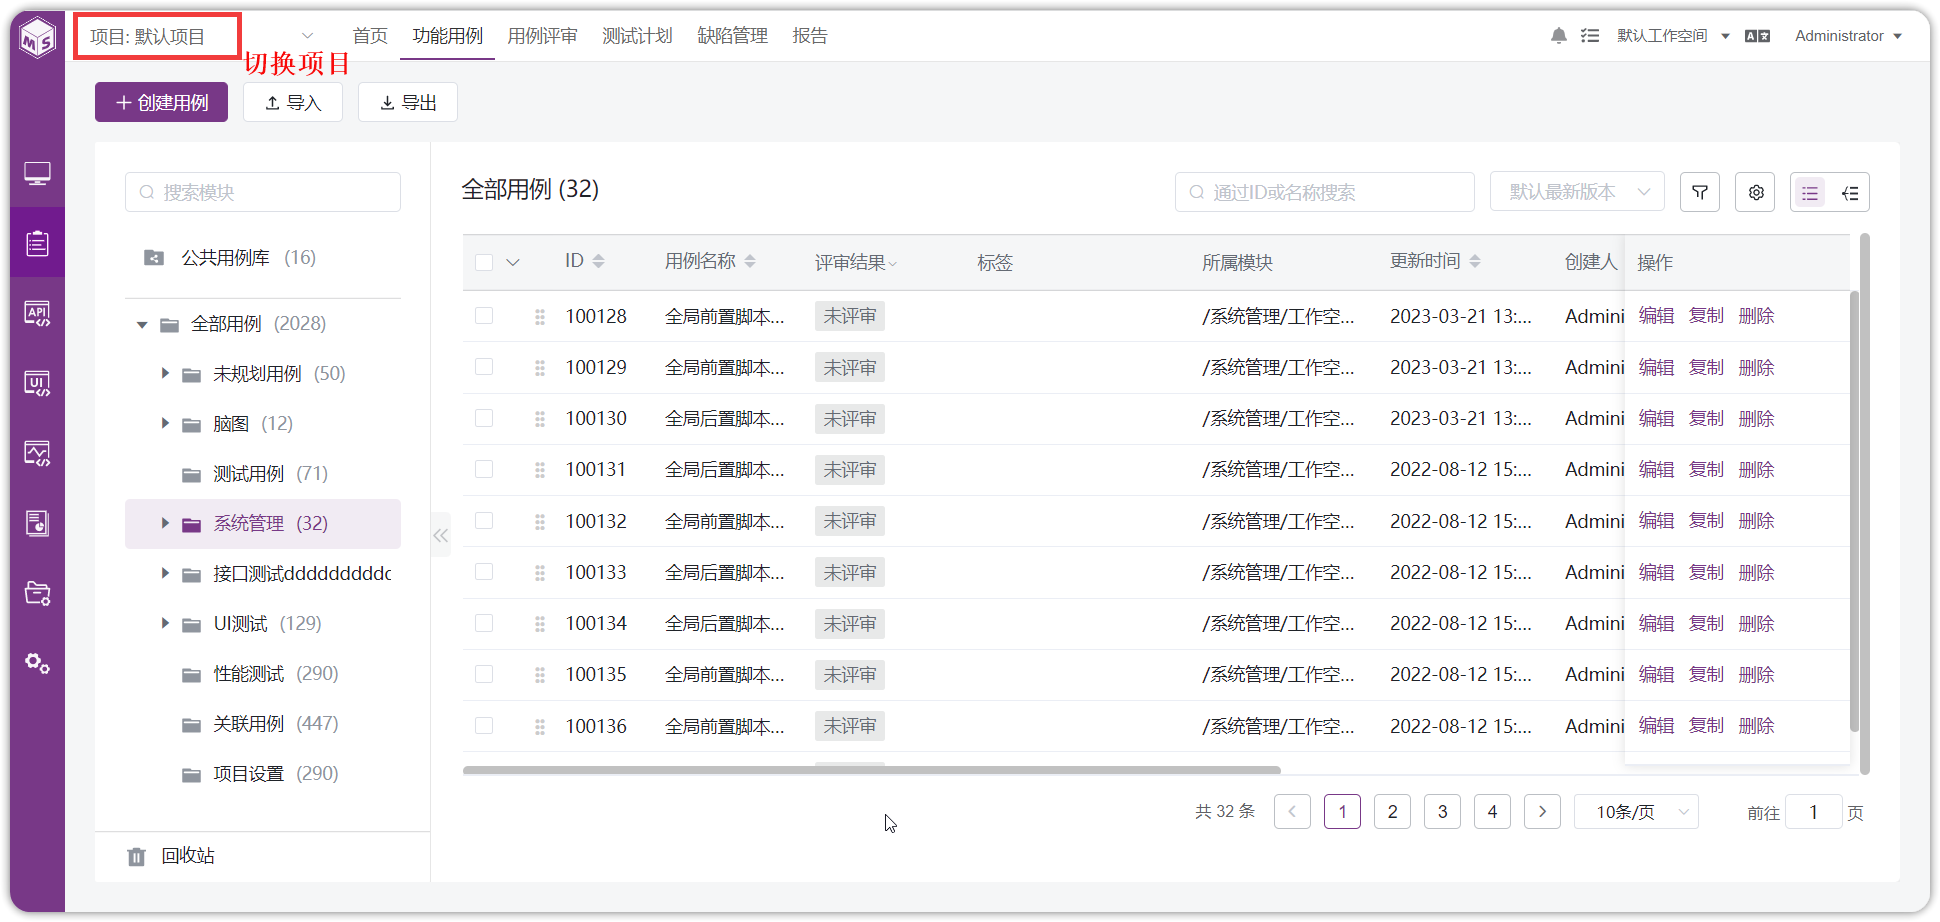 MS
项目: 默认项目
首页
功能用例
用例评审
测试计划
缺陷管理
报告
默认工作空间
Administrator
切换项目
创建用例
导入
导出
搜索模块
公共用例库 (16)
全部用例 (2028)
未规划用例 (50)
脑图 (12)
测试用例 (71)
系统管理 (32)
接口测试dddddddddd
UI测试 (129)
性能测试 (290)
关联用例 (447)
项目设置 (290)
回收站
API
UI
全部用例 (32)
通过ID或名称搜索
默认最新版本
ID 用例名称 评审结果 标签 所属模块 更新时间 创建人 操作
100128 全局前置脚本... 未评审 /系统管理/工作空... 2023-03-21 13:... Admini 编辑 复制 删除
100129 全局前置脚本... 未评审 /系统管理/工作空... 2023-03-21 13:... Admini 编辑 复制 删除
100130 全局后置脚本... 未评审 /系统管理/工作空... 2023-03-21 13:... Admini 编辑 复制 删除
100131 全局后置脚本... 未评审 /系统管理/工作空... 2022-08-12 15:... Admini 编辑 复制 删除
100132 全局前置脚本... 未评审 /系统管理/工作空... 2022-08-12 15:... Admini 编辑 复制 删除
100133 全局后置脚本... 未评审 /系统管理/工作空... 2022-08-12 15:... Admini 编辑 复制 删除
100134 全局后置脚本... 未评审 /系统管理/工作空... 2022-08-12 15:... Admini 编辑 复制 删除
100135 全局前置脚本... 未评审 /系统管理/工作空... 2022-08-12 15:... Admini 编辑 复制 删除
100136 全局前置脚本... 未评审 /系统管理/工作空... 2022-08-12 15:... Admini 编辑 复制 删除
共 32 条 1 2 3 4 10条/页 前往 1 页